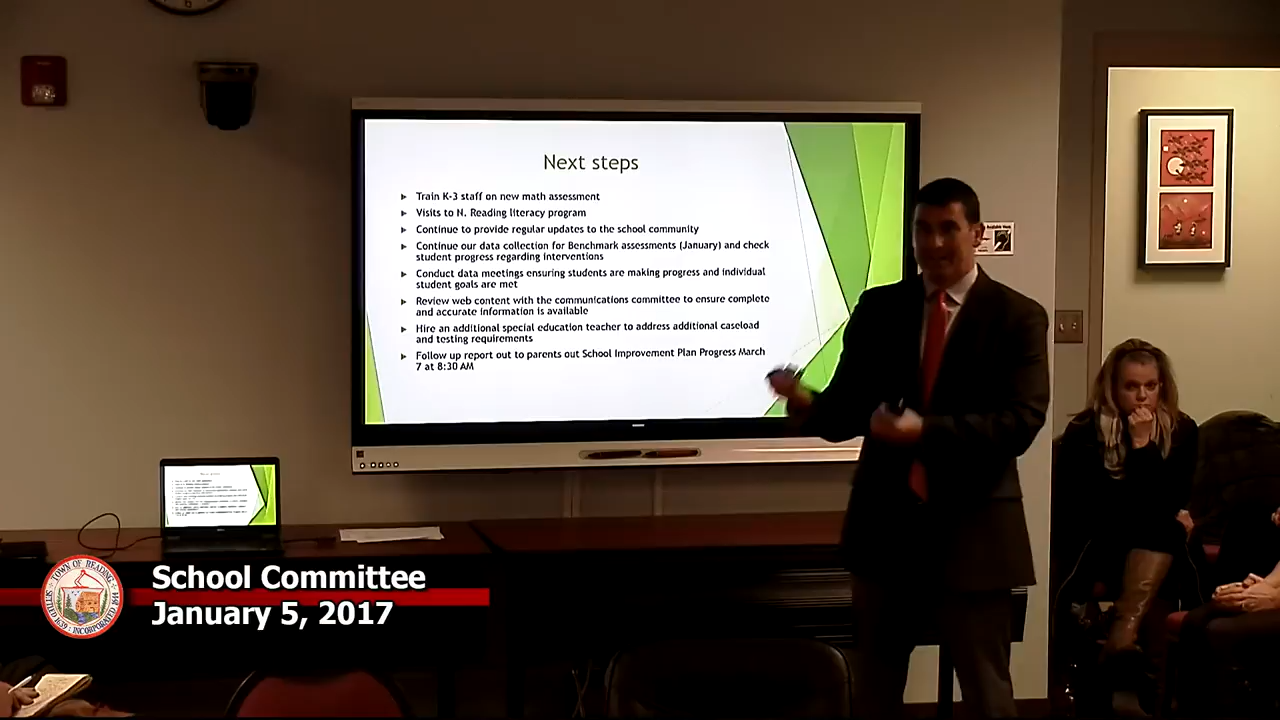 Next steps
Train K-3 staff on new math assessment
Visits to N. Reading literacy program
Continue to provide regular updates to the school community
Continue our data collection for Benchmark assessments (January) and check
student progress regarding interventions
Conduct data meetings ensuring students are making progress and individual
student goals are met
Review web content with the communications committee to ensure complete
and accurate information is available
Hire an additional special education teacher to address additional caseload
and testing requirements
Follow up report out to parents out School Improvement Plan Progress March
7 at 8:30 AM
TOWN OF READING
School Committee
January 5, 2017